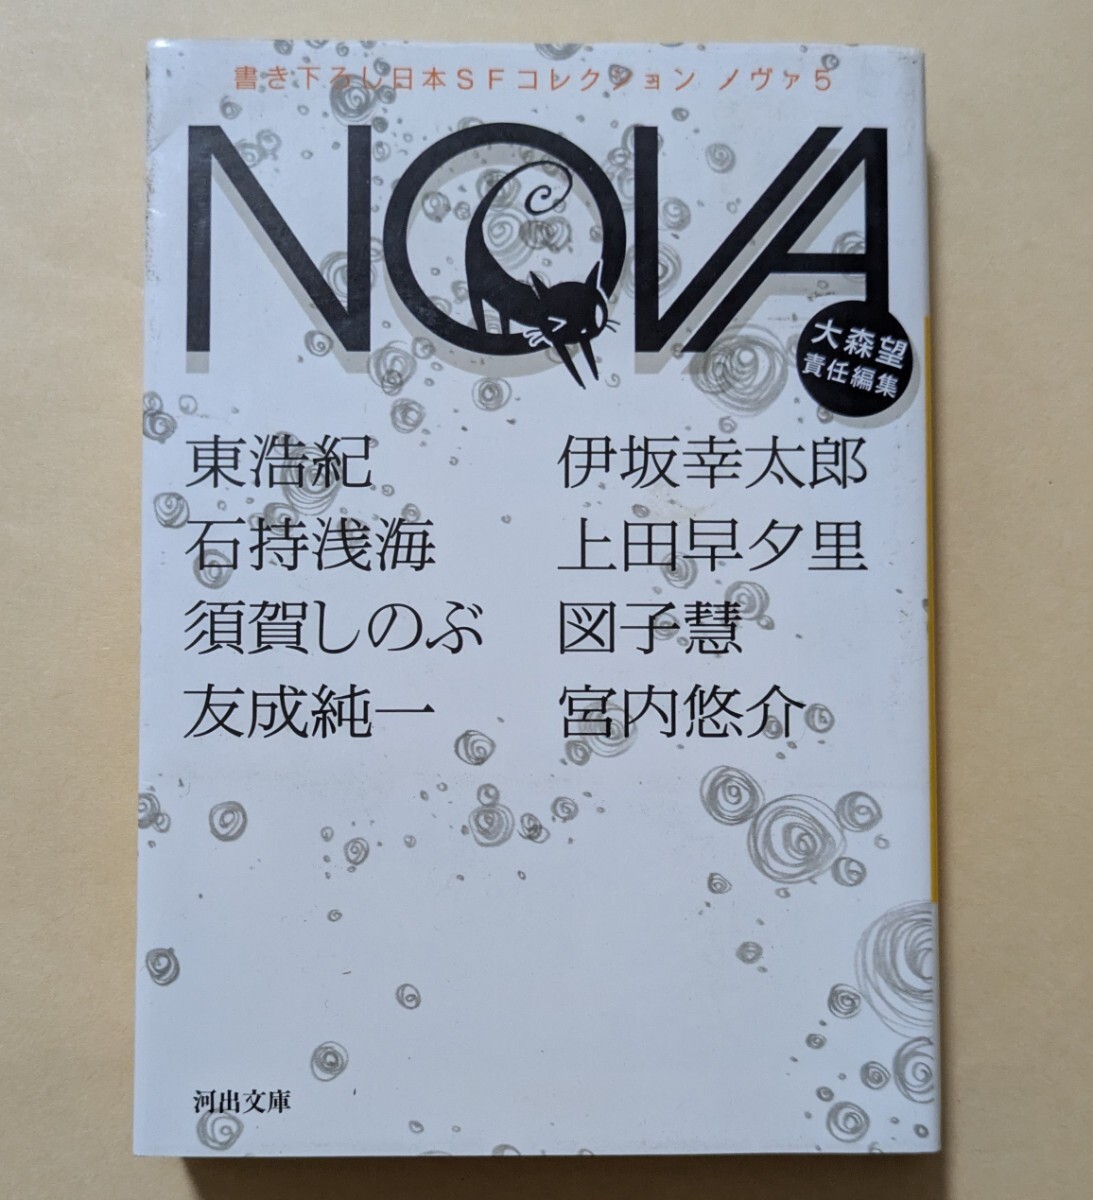 書き下ろし日本SFコレクション ノヴァ5
NOVA
大森望
責任編集
東浩紀 伊坂幸太郎
石持浅海 上田早夕里
須賀しのぶ 図子慧
友成純一 宮内悠介
河出文庫